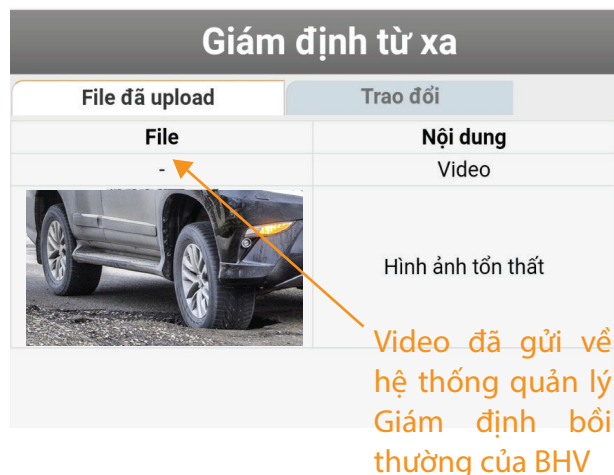 Giám định từ xa
File đã upload Trao đổi
File Nội dung
- Video
Hình ảnh tổn thất
Video đã gửi về
hệ thống quản lý
Giám định bồi
thường của BHV